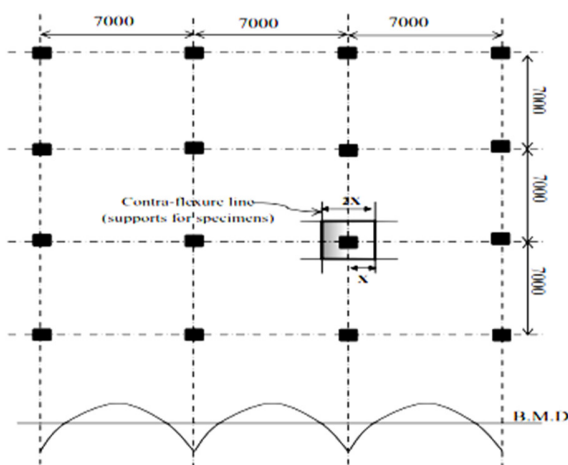 7000 7000 7000
7000
7000
7000
Contra-flexure line
(supports for specimens)
2X
X
B.M.D